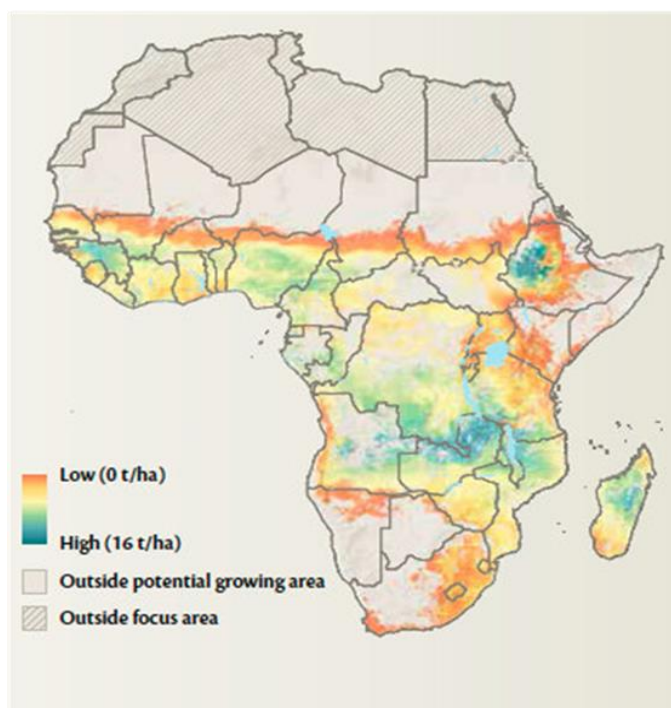 Low (0 t/ha)
High (16 t/ha)
Outside potential growing area
Outside focus area